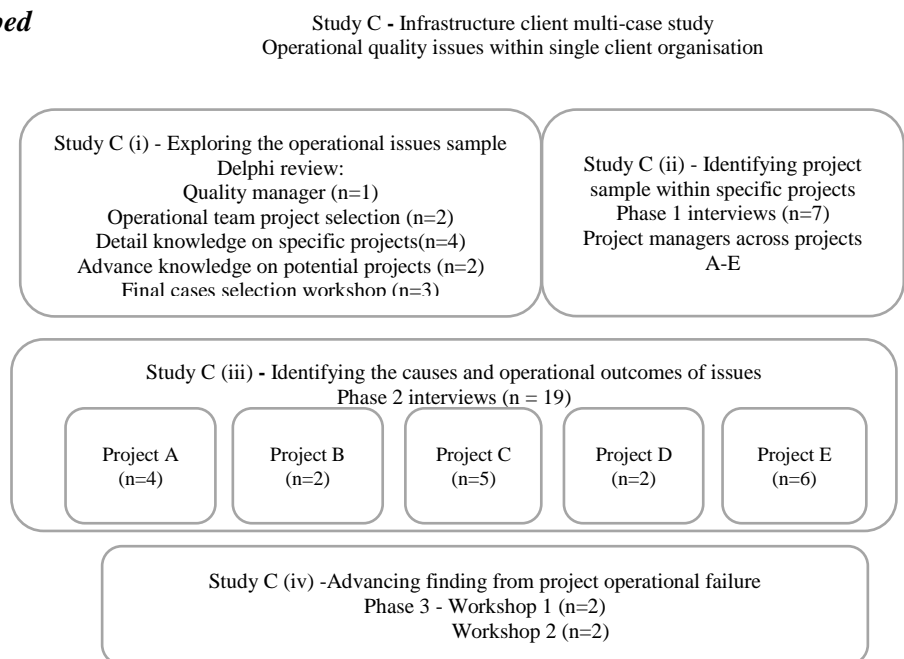 ped
Study C - Infrastructure client multi-case study
Operational quality issues within single client organisation
Study C (i) - Exploring the operational issues sample
Delphi review:
Quality manager (n=1)
Operational team project selection (n=2)
Detail knowledge on specific projects(n=4)
Advance knowledge on potential projects (n=2)
Final cases selection workshop (n=3)
Study C (ii) - Identifying project
sample within specific projects
Phase 1 interviews (n=7)
Project managers across projects
A-E
Study C (iii) - Identifying the causes and operational outcomes of issues
Phase 2 interviews (n = 19)
Project A
(n=4)
Project B
(n=2)
Project C
(n=5)
Project D
(n=2)
Project E
(n=6)
Study C (iv) -Advancing finding from project operational failure
Phase 3 - Workshop 1 (n=2)
Workshop 2 (n=2)